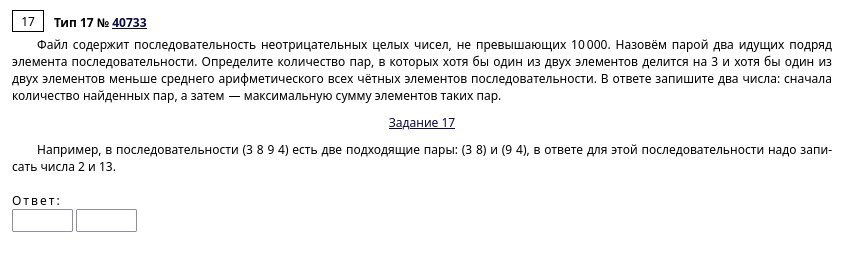 17 Тип 17 № 40733
Файл содержит последовательность неотрицательных целых чисел, не превышающих 10 000. Назовём парой два идущих подряд
элемента последовательности. Определите количество пар, в которых хотя бы один из двух элементов делится на 3 и хотя бы один из
двух элементов меньше среднего арифметического всех чётных элементов последовательности. В ответе запишите два числа: сначала
количество найденных пар, а затем — максимальную сумму элементов таких пар.
Задание 17
Например, в последовательности (3 8 9 4) есть две подходящие пары: (3 8) и (9 4), в ответе для этой последовательности надо запи-
сать числа 2 и 13.
Ответ: